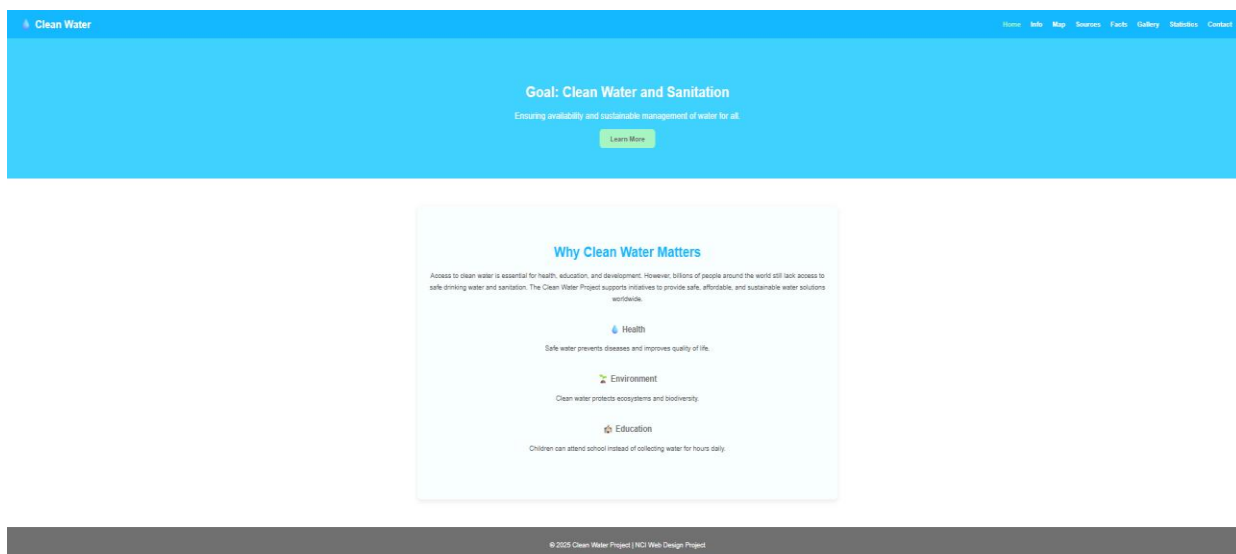 Clean Water
Home Info Map Sources Facts Gallery Statistics Contact
Goal: Clean Water and Sanitation
Ensuring availability and sustainable management of water for all.
Learn More
Why Clean Water Matters
Access to clean water is essential for health, education, and development. However, billions of people around the world still lack access to
safe drinking water and sanitation. The Clean Water Project supports initiatives to provide safe, affordable, and sustainable water solutions
worldwide.
Health
Safe water prevents diseases and improves quality of life.
Environment
Clean water protects ecosystems and biodiversity.
Education
Children can attend school instead of collecting water for hours daily.
© 2025 Clean Water Project | NCI Web Design Project